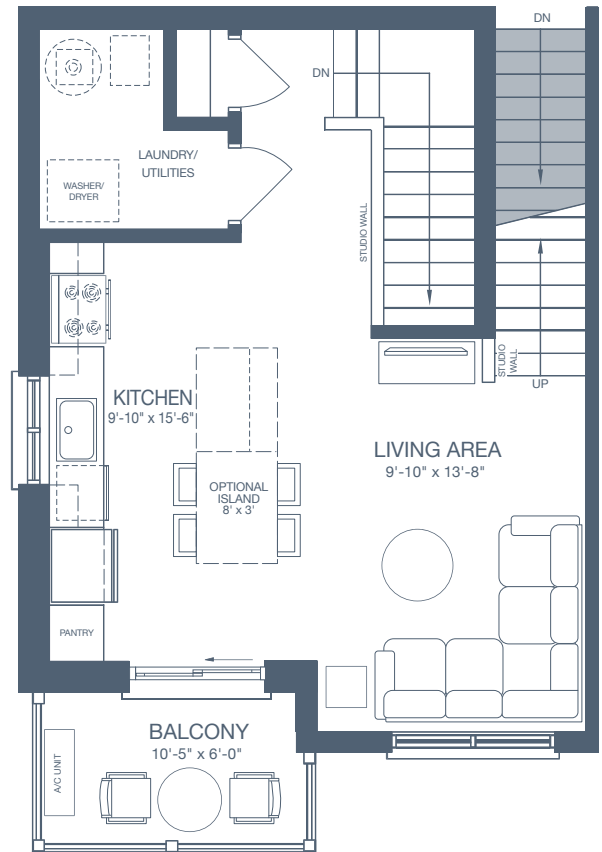 DN
DN
LAUNDRY/
UTILITIES
WASHER/
DRYER
STUDIO WALL
STUDIO
WALL
UP
KITCHEN
9'-10" x 15'-6"
LIVING AREA
9'-10" x 13'-8"
OPTIONAL
ISLAND
8' x 3'
PANTRY
BALCONY
10'-5" x 6'-0"
A/C UNIT